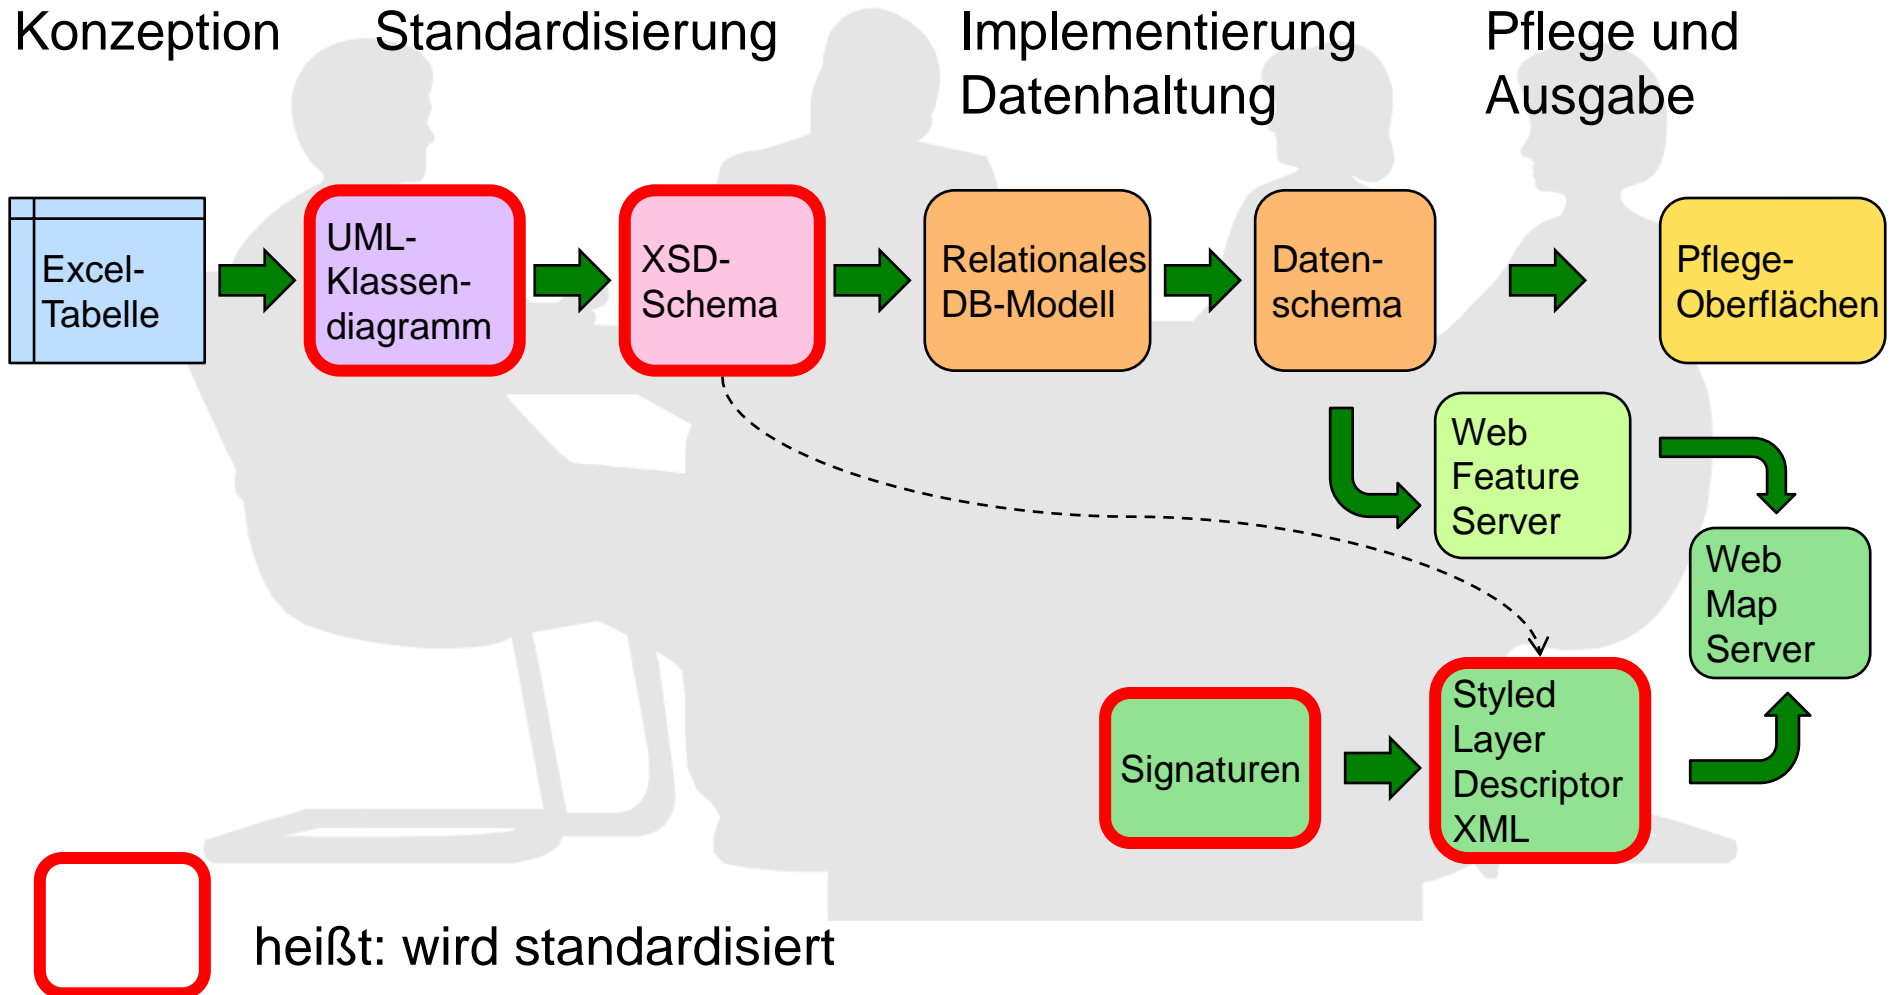 Konzeption
Standardisierung
Implementierung
Datenhaltung
Pflege und
Ausgabe
Excel-
Tabelle
UML-
Klassen-
diagramm
XSD-
Schema
Relationales
DB-Modell
Daten-
schema
Pflege-
Oberflächen
Web
Feature
Server
Web
Map
Server
Signaturen
Styled
Layer
Descriptor
XML
heißt: wird standardisiert